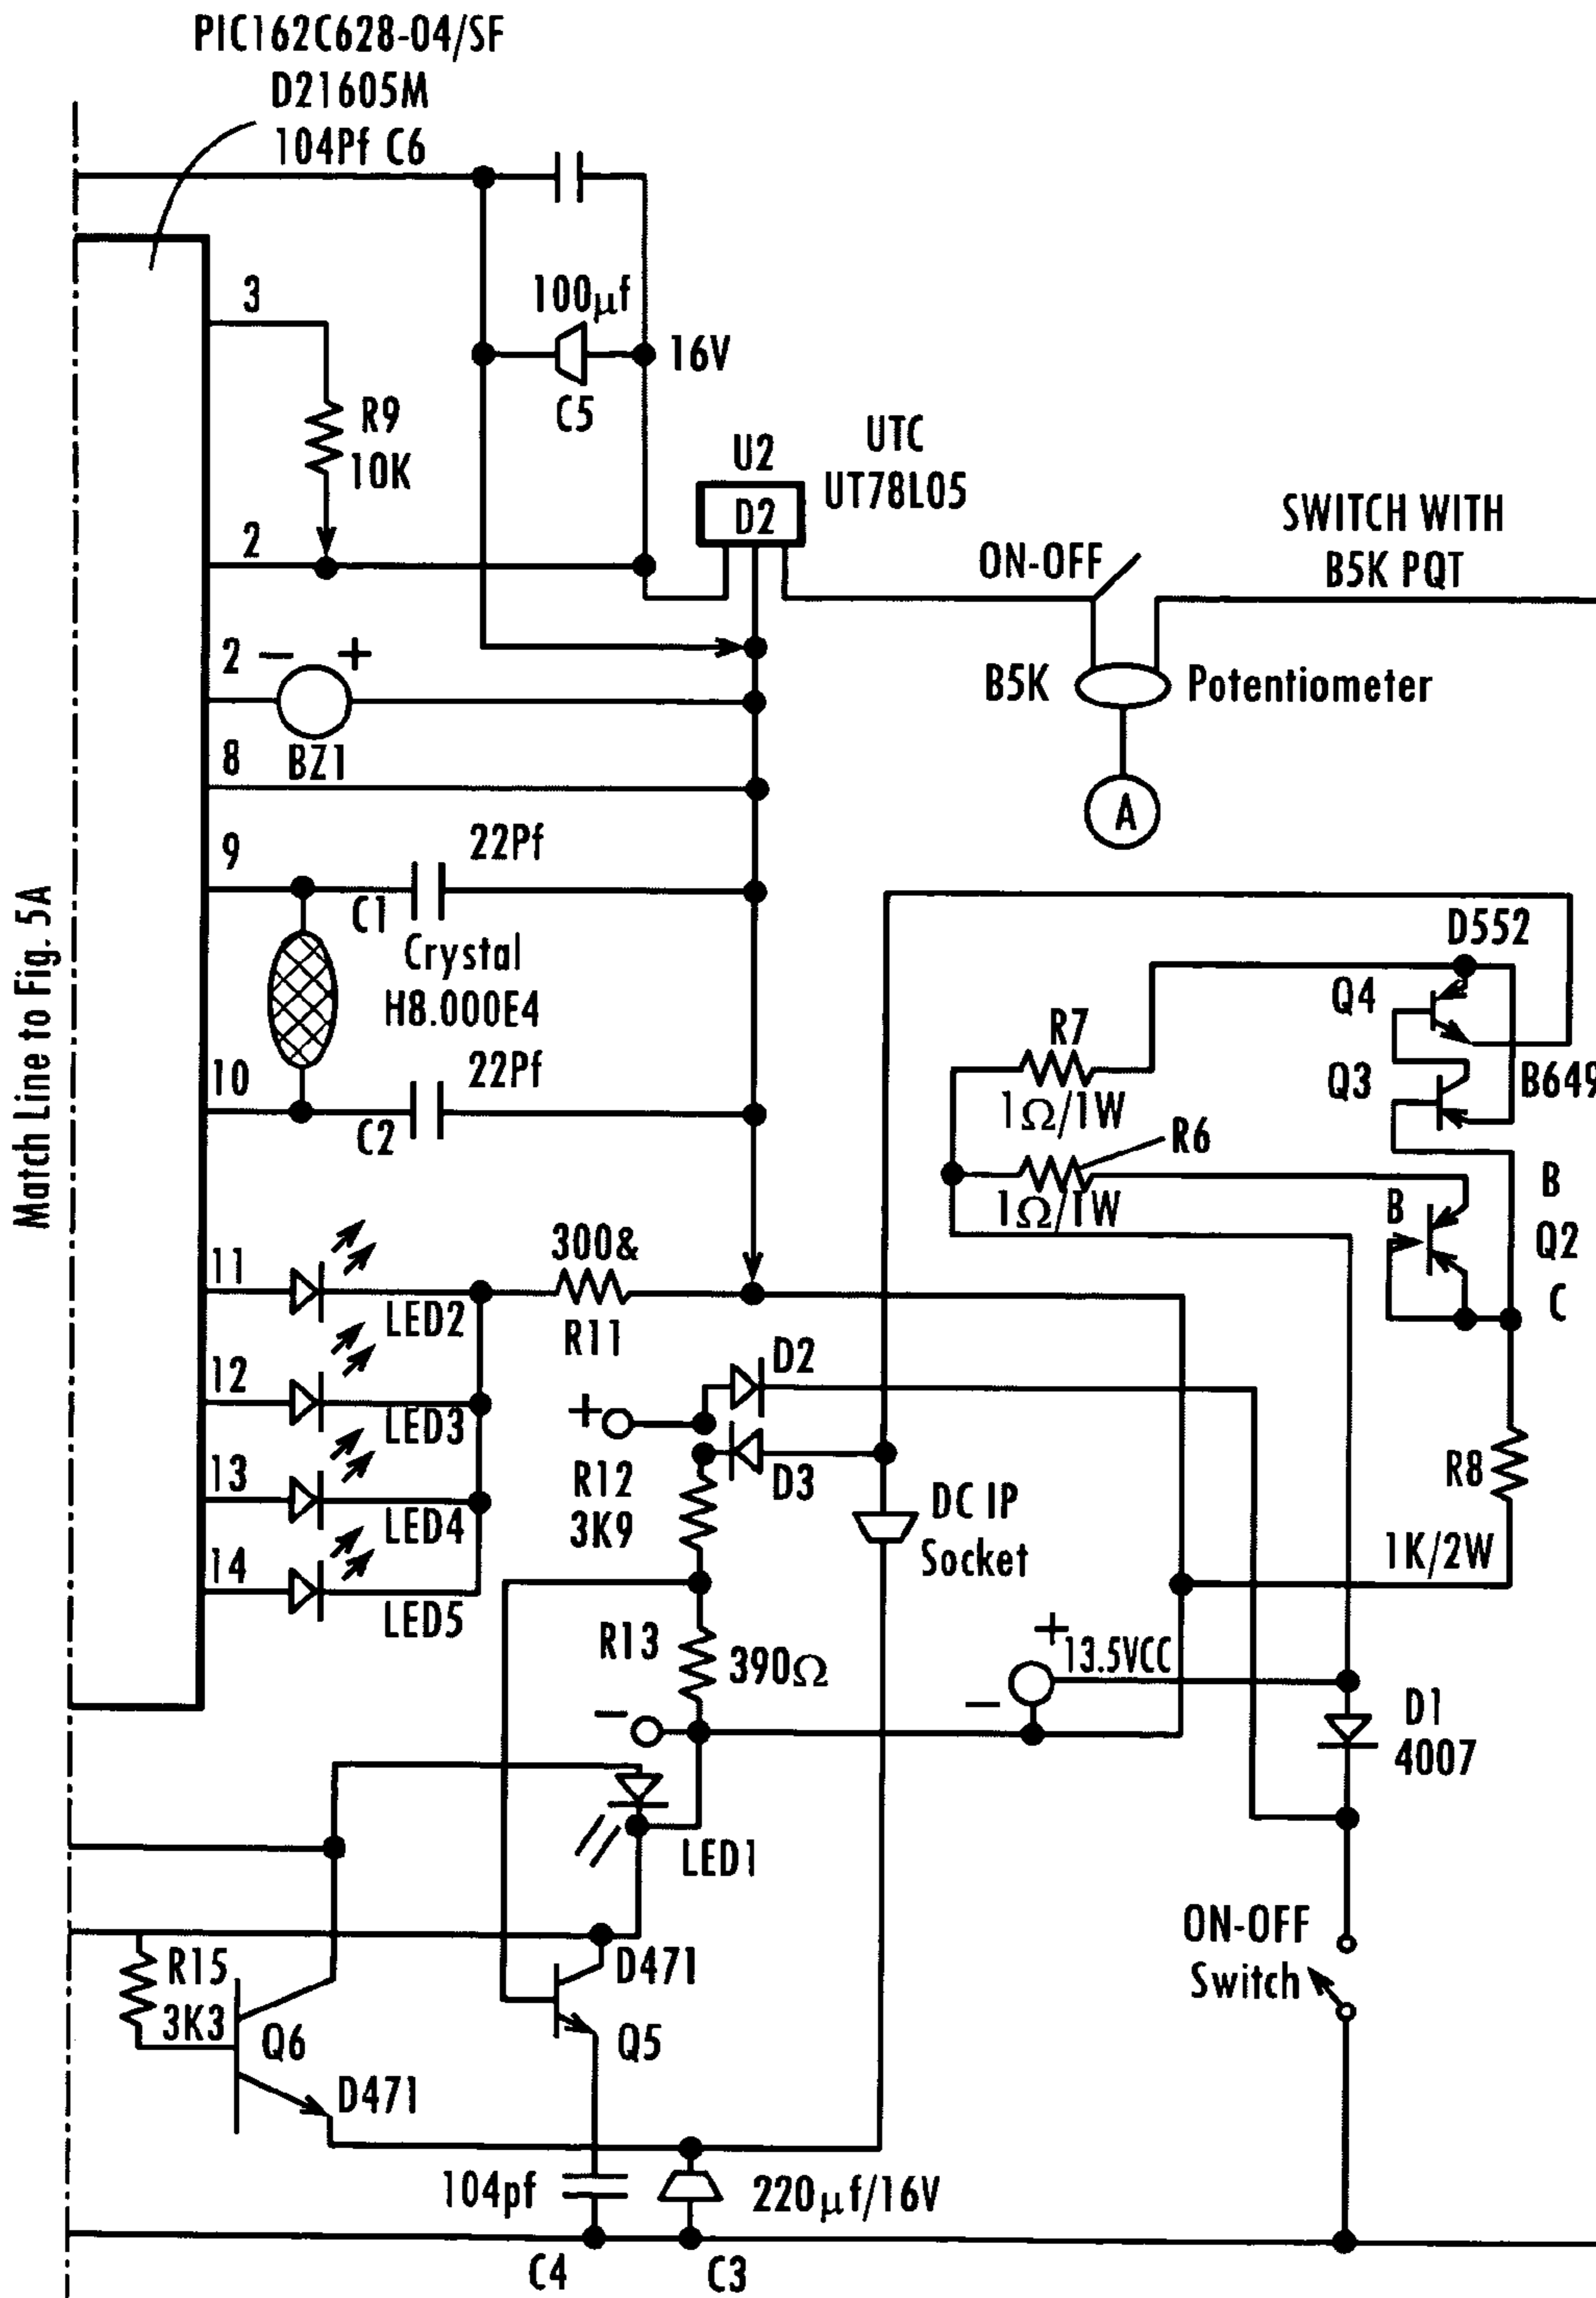 PIC162C628-04/SF
D21605M
104Pf C6
3
100µf
16V
C5
R9
10K
U2
D2
UTC
UT78L05
2
ON-OFF
SWITCH WITH
B5K PQT
2
− +
BZ1
B5K
Potentiometer
A
8
9
22Pf
C1
Crystal
H8.000E4
Match Line to Fig. 5A
10
22Pf
C2
D552
Q4
Q3
B649
R7
1Ω/1W
R6
1Ω/1W
B
B
Q2
C
11
LED2
300&
R11
12
LED3
D2
+
D3
R12
3K9
13
LED4
DC IP
Socket
R8
1K/2W
14
LED5
R13
390Ω
+
13.5VCC
−
−
D1
4007
LED1
ON-OFF
Switch
R15
3K3
D471
Q6
Q5
D471
104pf
220µf/16V
C4
C3